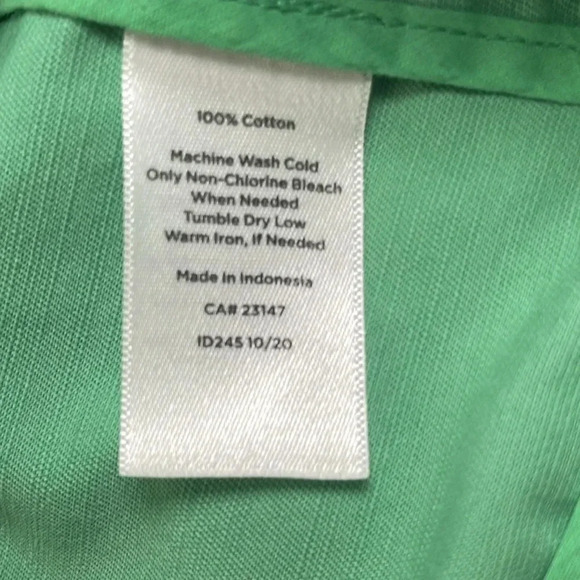 100% Cotton
Machine Wash Cold
Only Non-Chlorine Bleach
When Needed
Tumble Dry Low
Warm Iron, If Needed
Made In Indonesia
CA# 23147
ID245 10/20